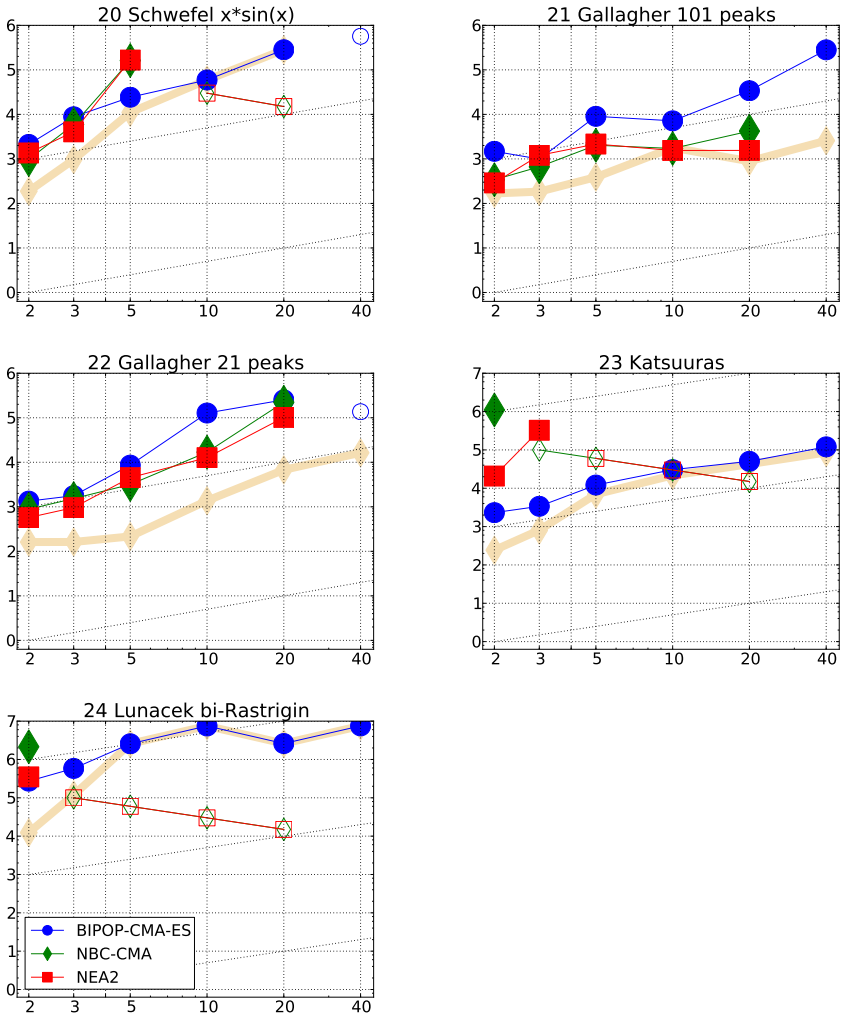 20 Schwefel x*sin(x)
6
5
4
3
2
1
0
2 3 5 10 20 40
21 Gallagher 101 peaks
6
5
4
3
2
1
0
2 3 5 10 20 40
22 Gallagher 21 peaks
6
5
4
3
2
1
0
2 3 5 10 20 40
23 Katsuuras
7
6
5
4
3
2
1
0
2 3 5 10 20 40
24 Lunacek bi-Rastrigin
7
6
5
4
3
2
1
0
BIPOP-CMA-ES
NBC-CMA
NEA2
2 3 5 10 20 40